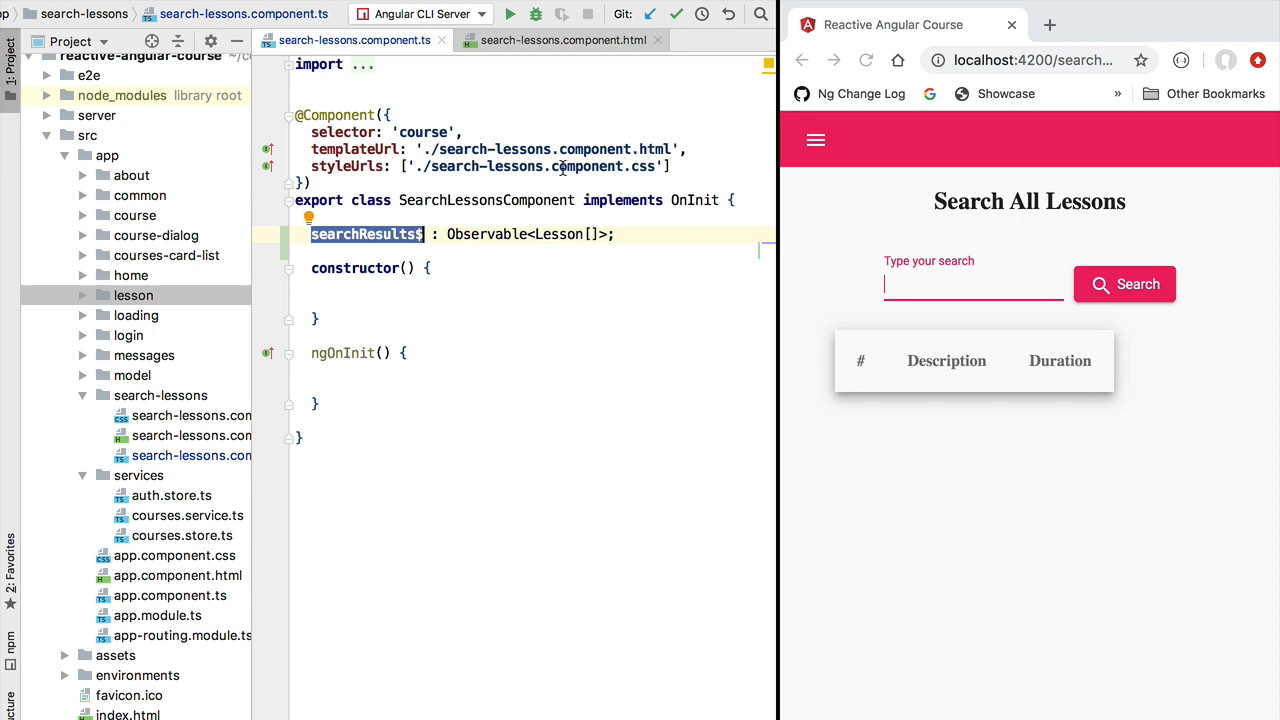 search-lessons
search-lessons.component.ts
Angular CLI Server
Git:
Project
search-lessons.component.ts
search-lessons.component.html
1: Project
reactive-angular-course
e2e
node_modules library root
server
src
app
about
common
course
course-dialog
courses-card-list
home
lesson
loading
login
messages
model
search-lessons
search-lessons.com
search-lessons.com
search-lessons.com
services
auth.store.ts
courses.service.ts
courses.store.ts
app.component.css
app.component.html
app.component.ts
app.module.ts
app-routing.module.ts
assets
environments
favicon.ico
index.html
2: Favorites
npm
import ...
@Component({
selector: 'course',
templateUrl: './search-lessons.component.html',
styleUrls: ['./search-lessons.component.css']
})
export class SearchLessonsComponent implements OnInit {
searchResults$ : Observable<Lesson[]>;
constructor() {
}
ngOnInit() {
}
}
Reactive Angular Course
localhost:4200/search...
Ng Change Log
Showcase
»
Other Bookmarks
Search All Lessons
Type your search
Search
# Description Duration